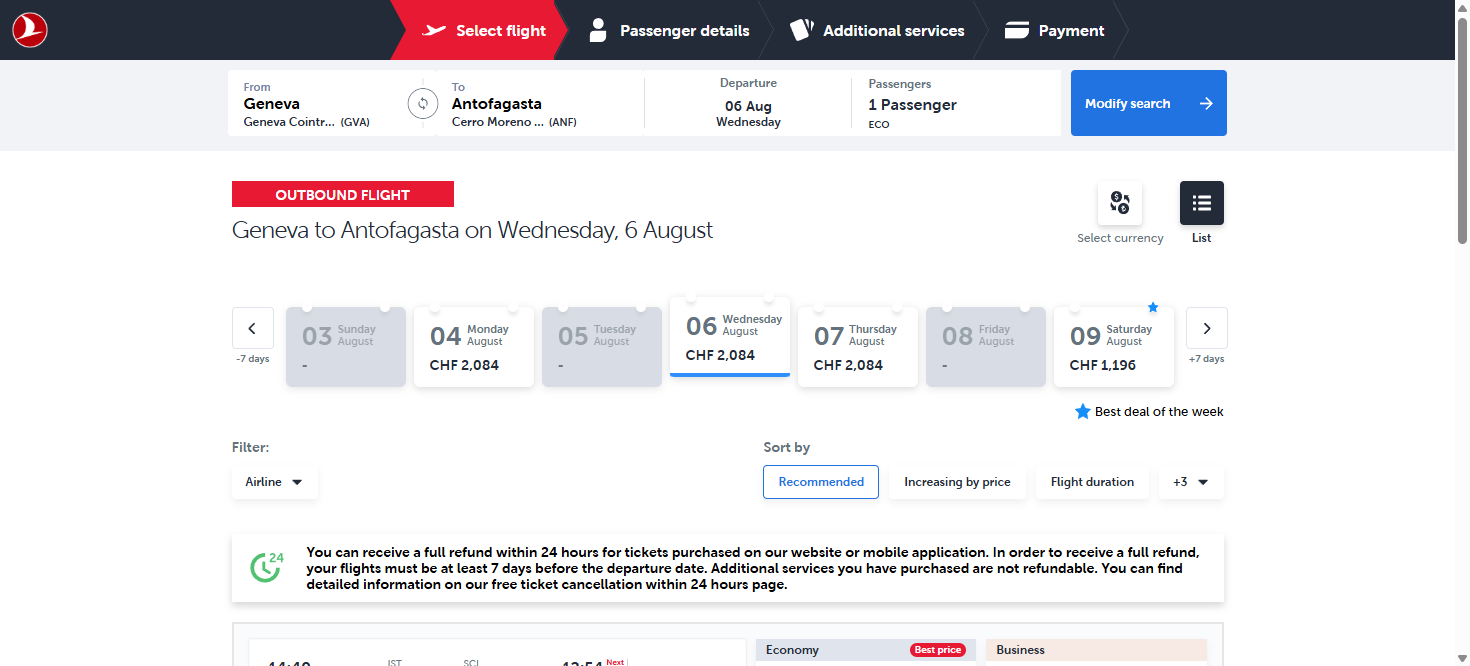 Select flight
Passenger details
Additional services
Payment
From
Geneva
Geneva Cointr... (GVA)
To
Antofagasta
Cerro Moreno ... (ANF)
Departure
06 Aug
Wednesday
Passengers
1 Passenger
ECO
Modify search
OUTBOUND FLIGHT
Geneva to Antofagasta on Wednesday, 6 August
Select currency
List
-7 days
03 Sunday August
-
04 Monday August
CHF 2,084
05 Tuesday August
-
06 Wednesday August
CHF 2,084
07 Thursday August
CHF 2,084
08 Friday August
-
09 Saturday August
CHF 1,196
+7 days
Best deal of the week
Filter:
Airline
Sort by
Recommended
Increasing by price
Flight duration
+3
24
You can receive a full refund within 24 hours for tickets purchased on our website or mobile application. In order to receive a full refund,
your flights must be at least 7 days before the departure date. Additional services you have purchased are not refundable. You can find
detailed information on our free ticket cancellation within 24 hours page.
IST
SCL
Next
Economy
Best price
Business